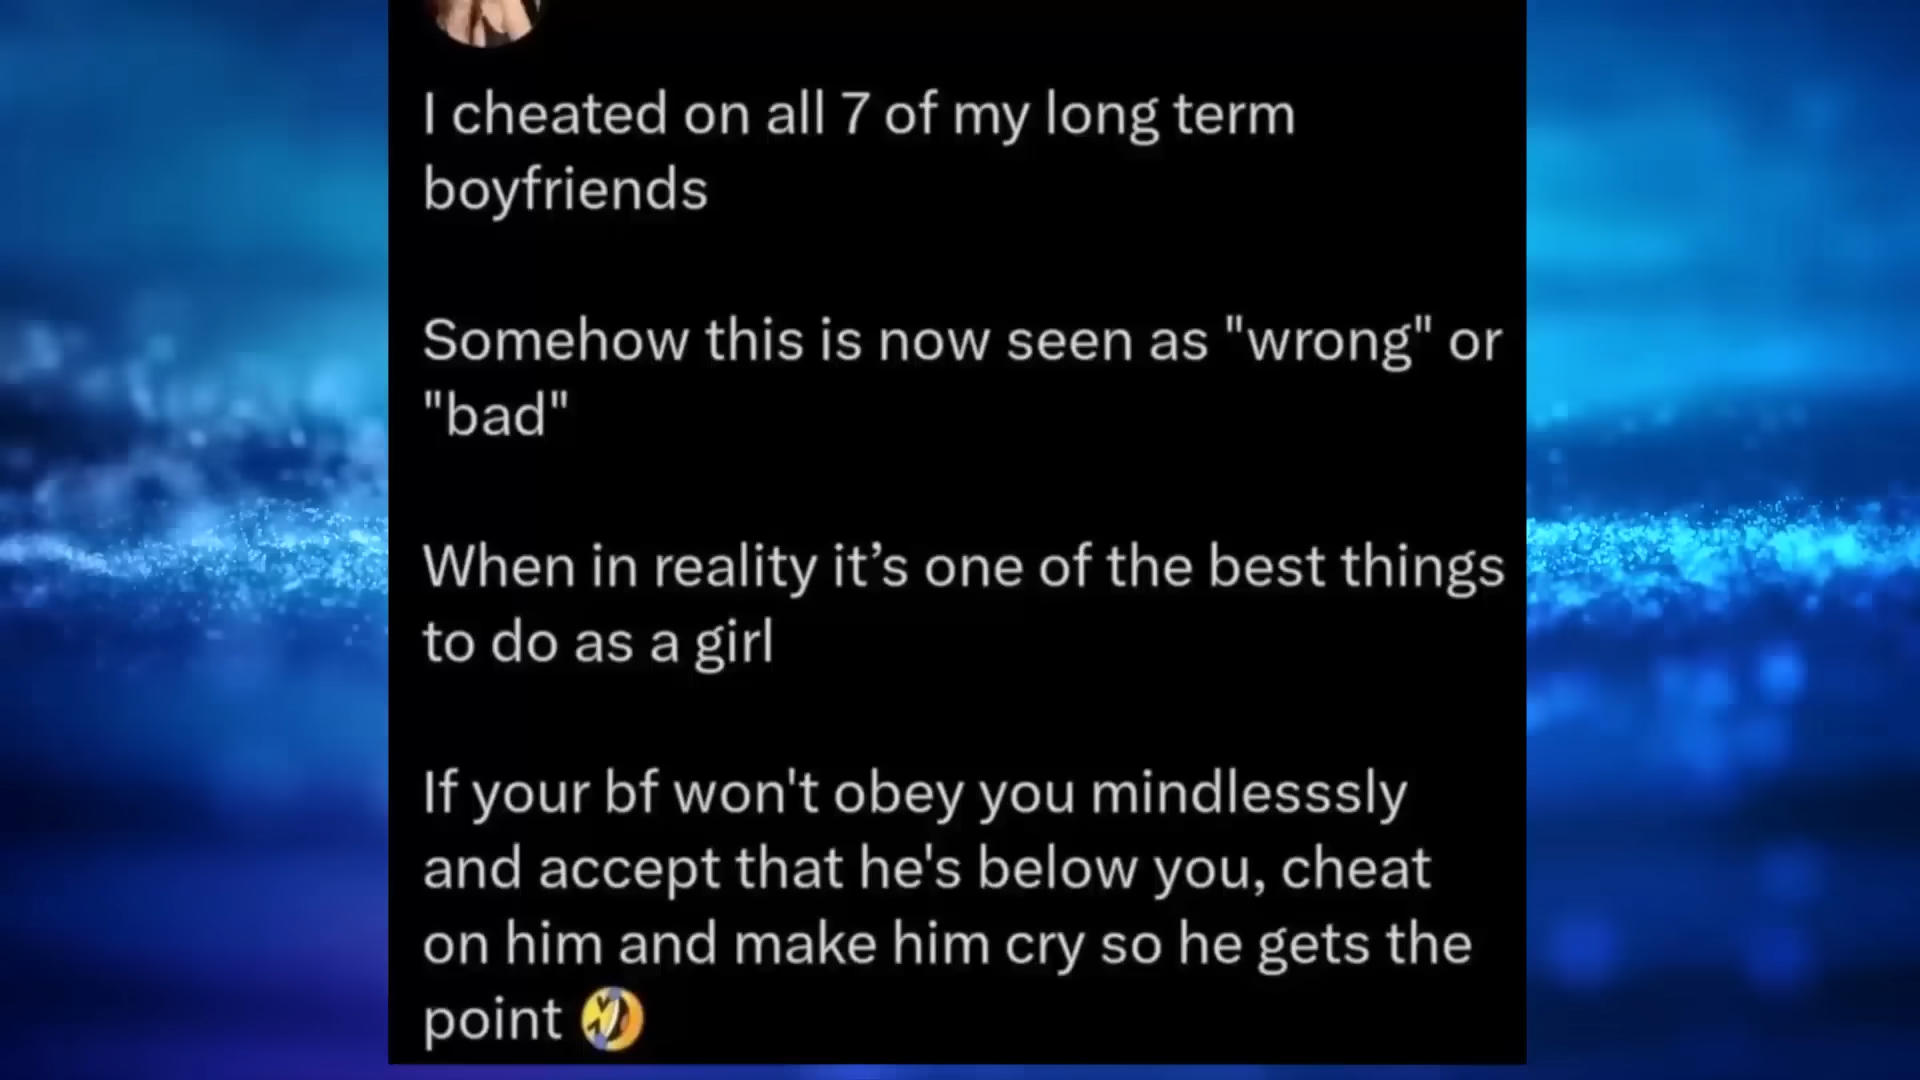 I cheated on all 7 of my long term
boyfriends
Somehow this is now seen as "wrong" or
"bad"
When in reality it’s one of the best things
to do as a girl
If your bf won't obey you mindlesssly
and accept that he's below you, cheat
on him and make him cry so he gets the
point 🤣